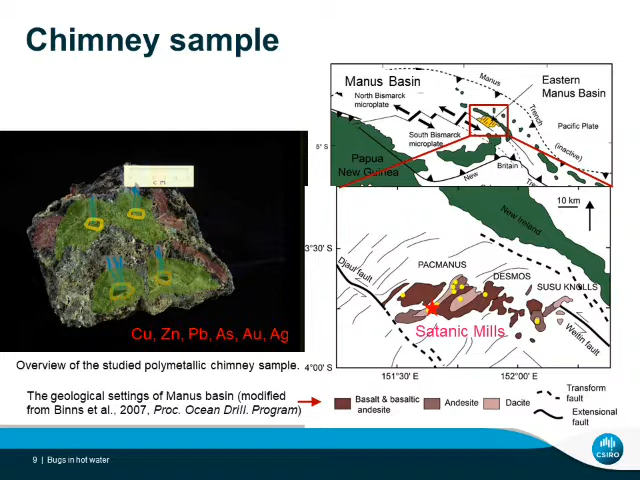 Chimney sample
Manus Basin
North Bismarck
microplate
Manus
Trench
Eastern
Manus Basin
South Bismarck
microplate
Pacific Plate
(inactive)
Papua
New Guinea
New
Britain
New Ireland
10 km
3°30' S
Djaul fault
PACMANUS
DESMOS
SUSU KNOLLS
Weitin fault
Satanic Mills
4°00' S
151°30' E
152°00' E
Cu, Zn, Pb, As, Au, Ag
Overview of the studied polymetallic chimney sample.
The geological settings of Manus basin (modified
from Binns et al., 2007, Proc. Ocean Drill. Program)
Basalt & basaltic
andesite
Andesite
Dacite
Transform
fault
Extensional
fault
9 | Bugs in hot water
CSIRO